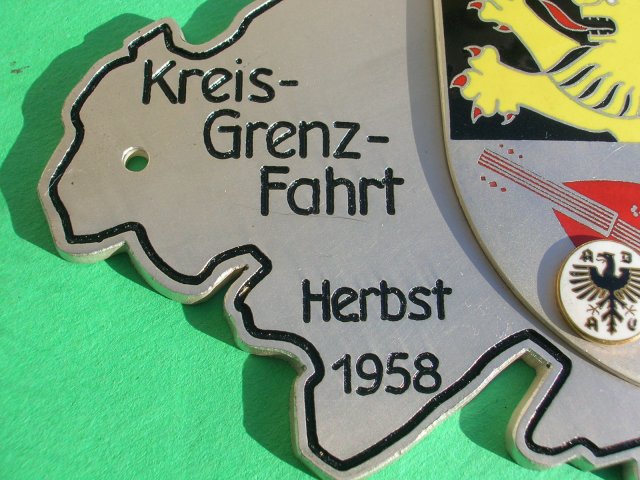 Kreis-
Grenz-
Fahrt
Herbst
1958
A D
A C